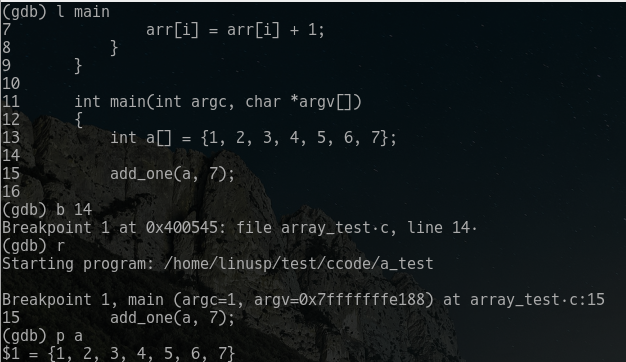 (gdb) l main
7               arr[i] = arr[i] + 1;
8           }
9       }
10
11      int main(int argc, char *argv[])
12      {
13          int a[] = {1, 2, 3, 4, 5, 6, 7};
14
15          add_one(a, 7);
16
(gdb) b 14
Breakpoint 1 at 0x400545: file array_test.c, line 14.
(gdb) r
Starting program: /home/linusp/test/ccode/a_test

Breakpoint 1, main (argc=1, argv=0x7fffffffe188) at array_test.c:15
15          add_one(a, 7);
(gdb) p a
$1 = {1, 2, 3, 4, 5, 6, 7}